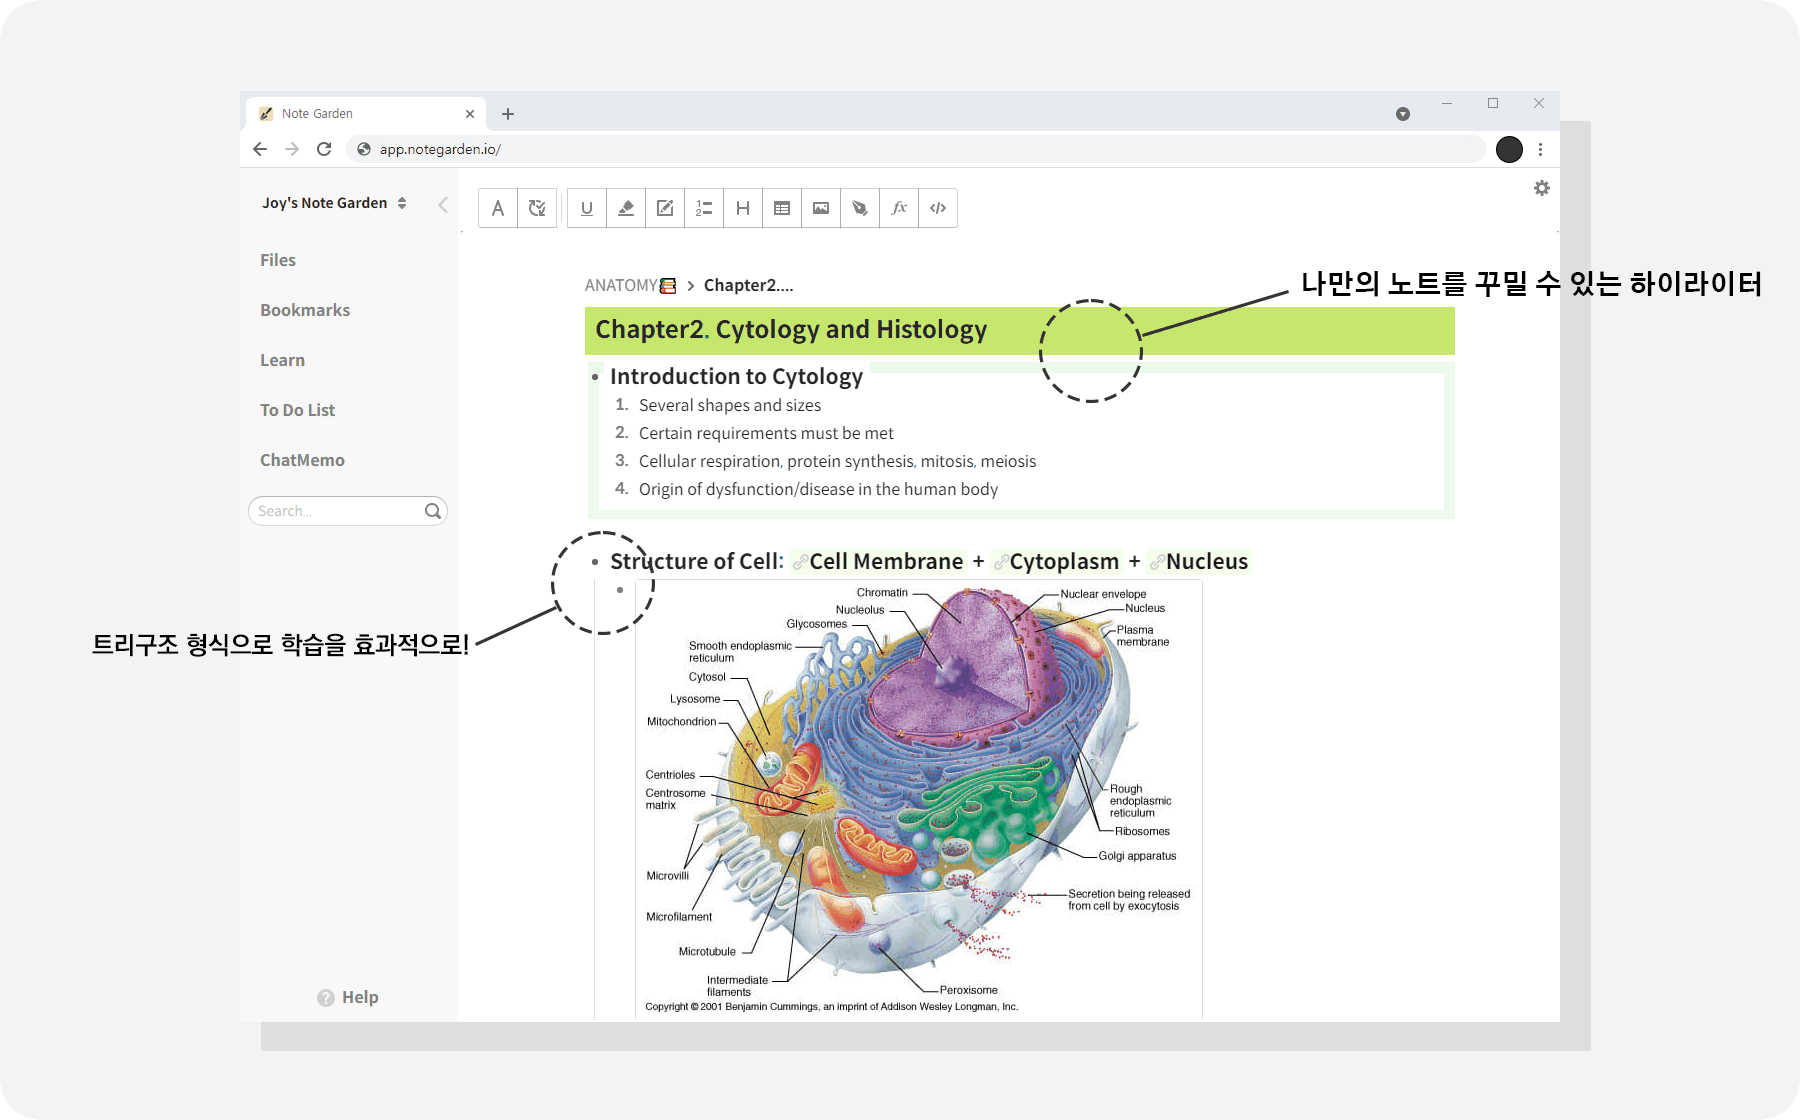 Note Garden
app.notegarden.io/
Joy's Note Garden
Files
Bookmarks
Learn
To Do List
ChatMemo
Search...
Help
A U 1 2 H fx </>
ANATOMY > Chapter2....
나만의 노트를 꾸밀 수 있는 하이라이터
Chapter2. Cytology and Histology
• Introduction to Cytology
1. Several shapes and sizes
2. Certain requirements must be met
3. Cellular respiration, protein synthesis, mitosis, meiosis
4. Origin of dysfunction/disease in the human body
• Structure of Cell: Cell Membrane + Cytoplasm + Nucleus
트리구조 형식으로 학습을 효과적으로!
Chromatin
Nucleolus
Glycosomes
Smooth endoplasmic
reticulum
Cytosol
Lysosome
Mitochondrion
Centrioles
Centrosome
matrix
Microvilli
Microfilament
Microtubule
Intermediate
filaments
Nuclear envelope
Nucleus
Plasma
membrane
Rough
endoplasmic
reticulum
Ribosomes
Golgi apparatus
Secretion being released
from cell by exocytosis
Peroxisome
Copyright © 2001 Benjamin Cummings, an imprint of Addison Wesley Longman, Inc.